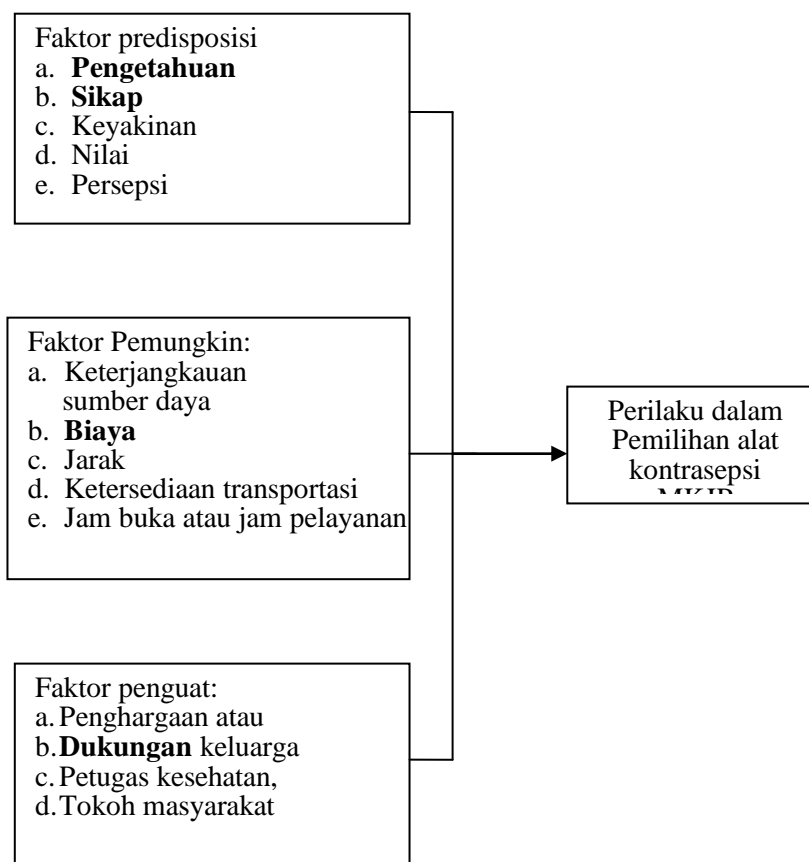 Faktor predisposisi
a. Pengetahuan
b. Sikap
c. Keyakinan
d. Nilai
e. Persepsi
Faktor Pemungkin:
a. Keterjangkauan
sumber daya
b. Biaya
c. Jarak
d. Ketersediaan transportasi
e. Jam buka atau jam pelayanan
Perilaku dalam
Pemilihan alat
kontrasepsi
Faktor penguat:
a. Penghargaan atau
b. Dukungan keluarga
c. Petugas kesehatan,
d. Tokoh masyarakat